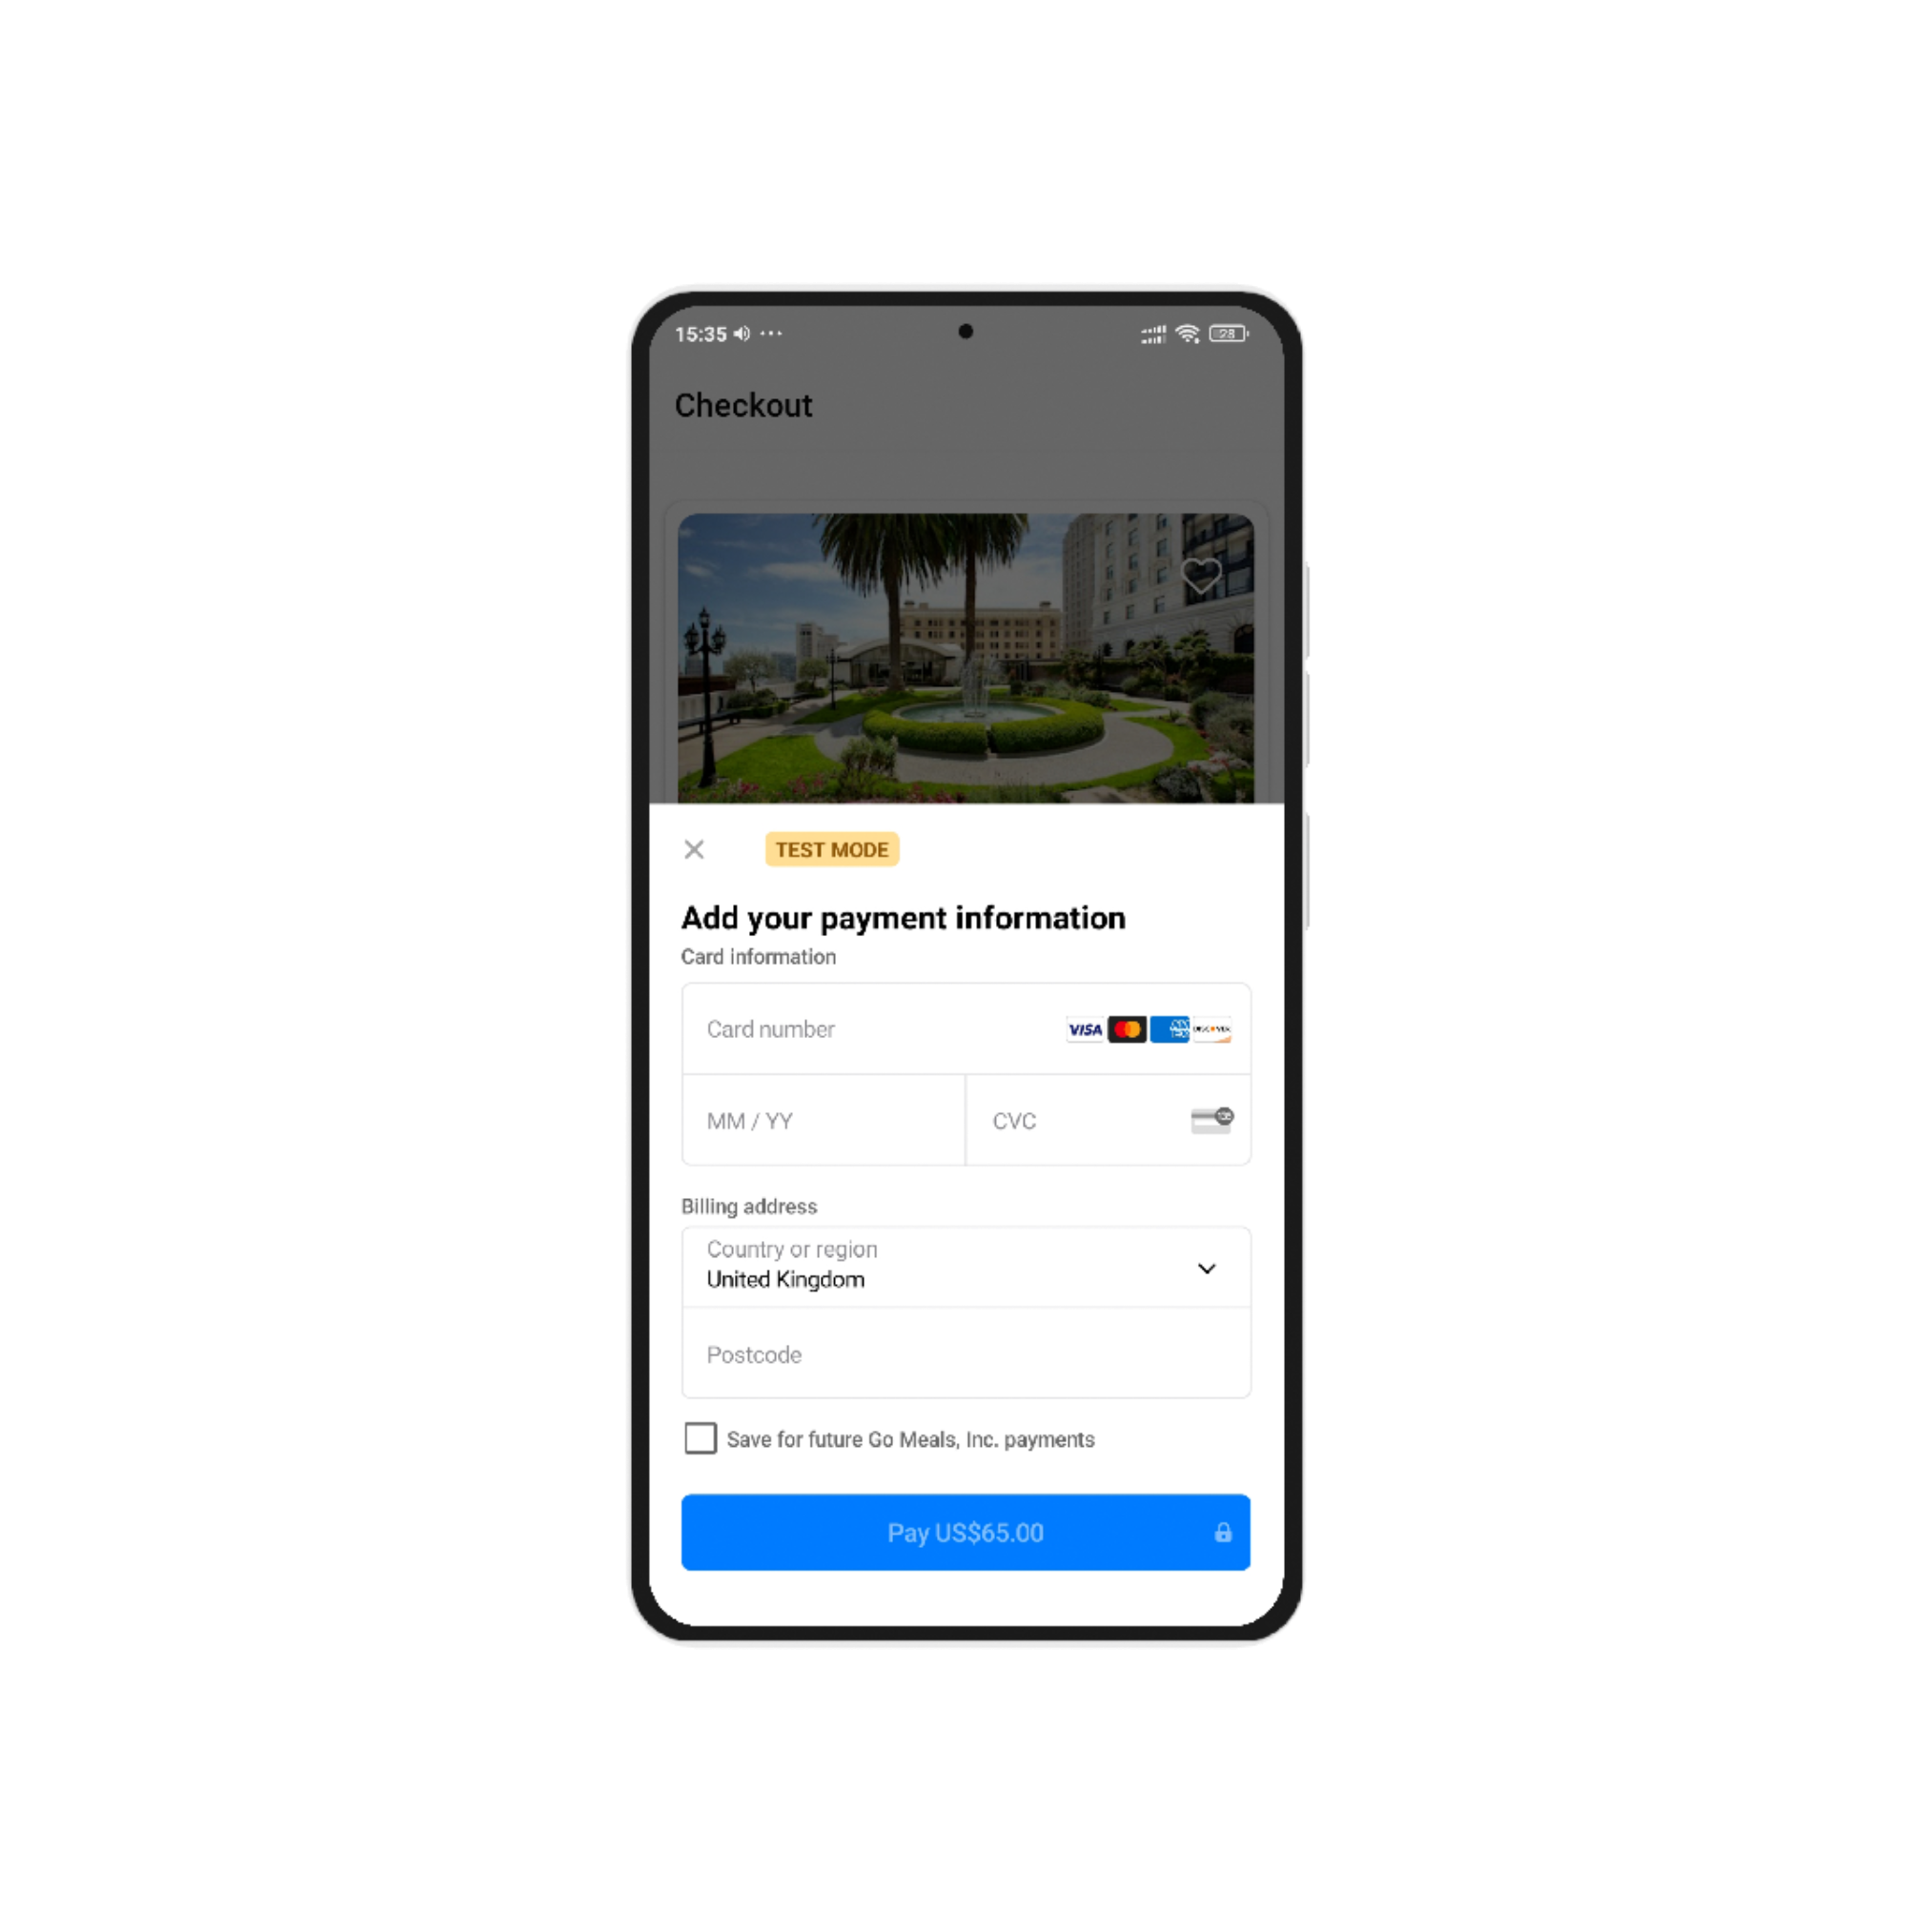 15:35
28
Checkout
TEST MODE
Add your payment information
Card information
Card number
VISA
DISCOVER
MM / YY
CVC
Billing address
Country or region
United Kingdom
Postcode
Save for future Go Meals, Inc. payments
Pay US$65.00